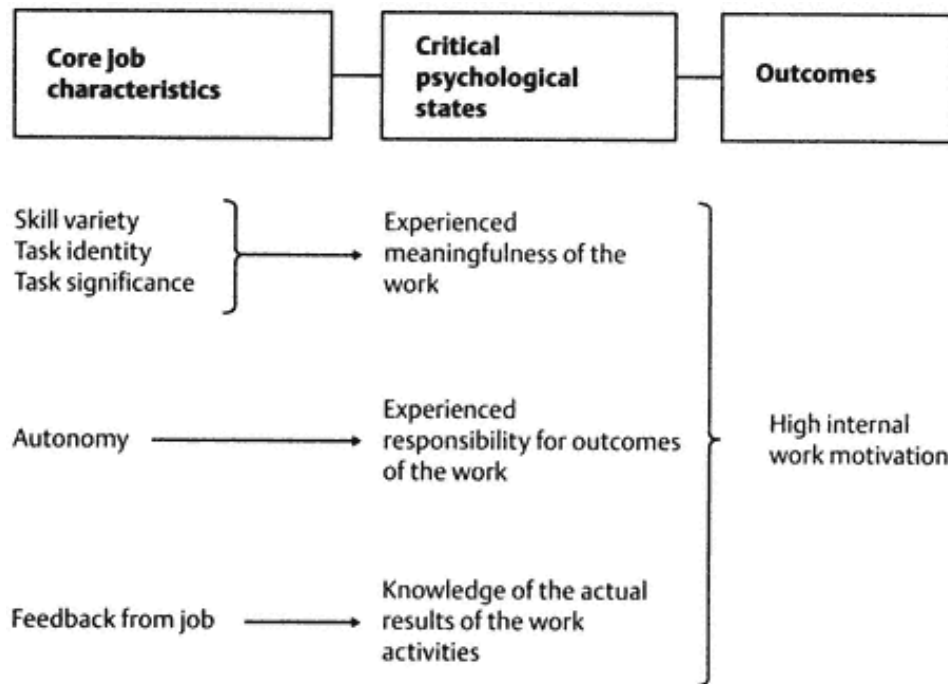 Core job
characteristics
Critical
psychological
states
Outcomes
Skill variety
Task identity
Task significance
Experienced
meaningfulness of the
work
Autonomy
Experienced
responsibility for outcomes
of the work
High internal
work motivation
Feedback from job
Knowledge of the actual
results of the work
activities